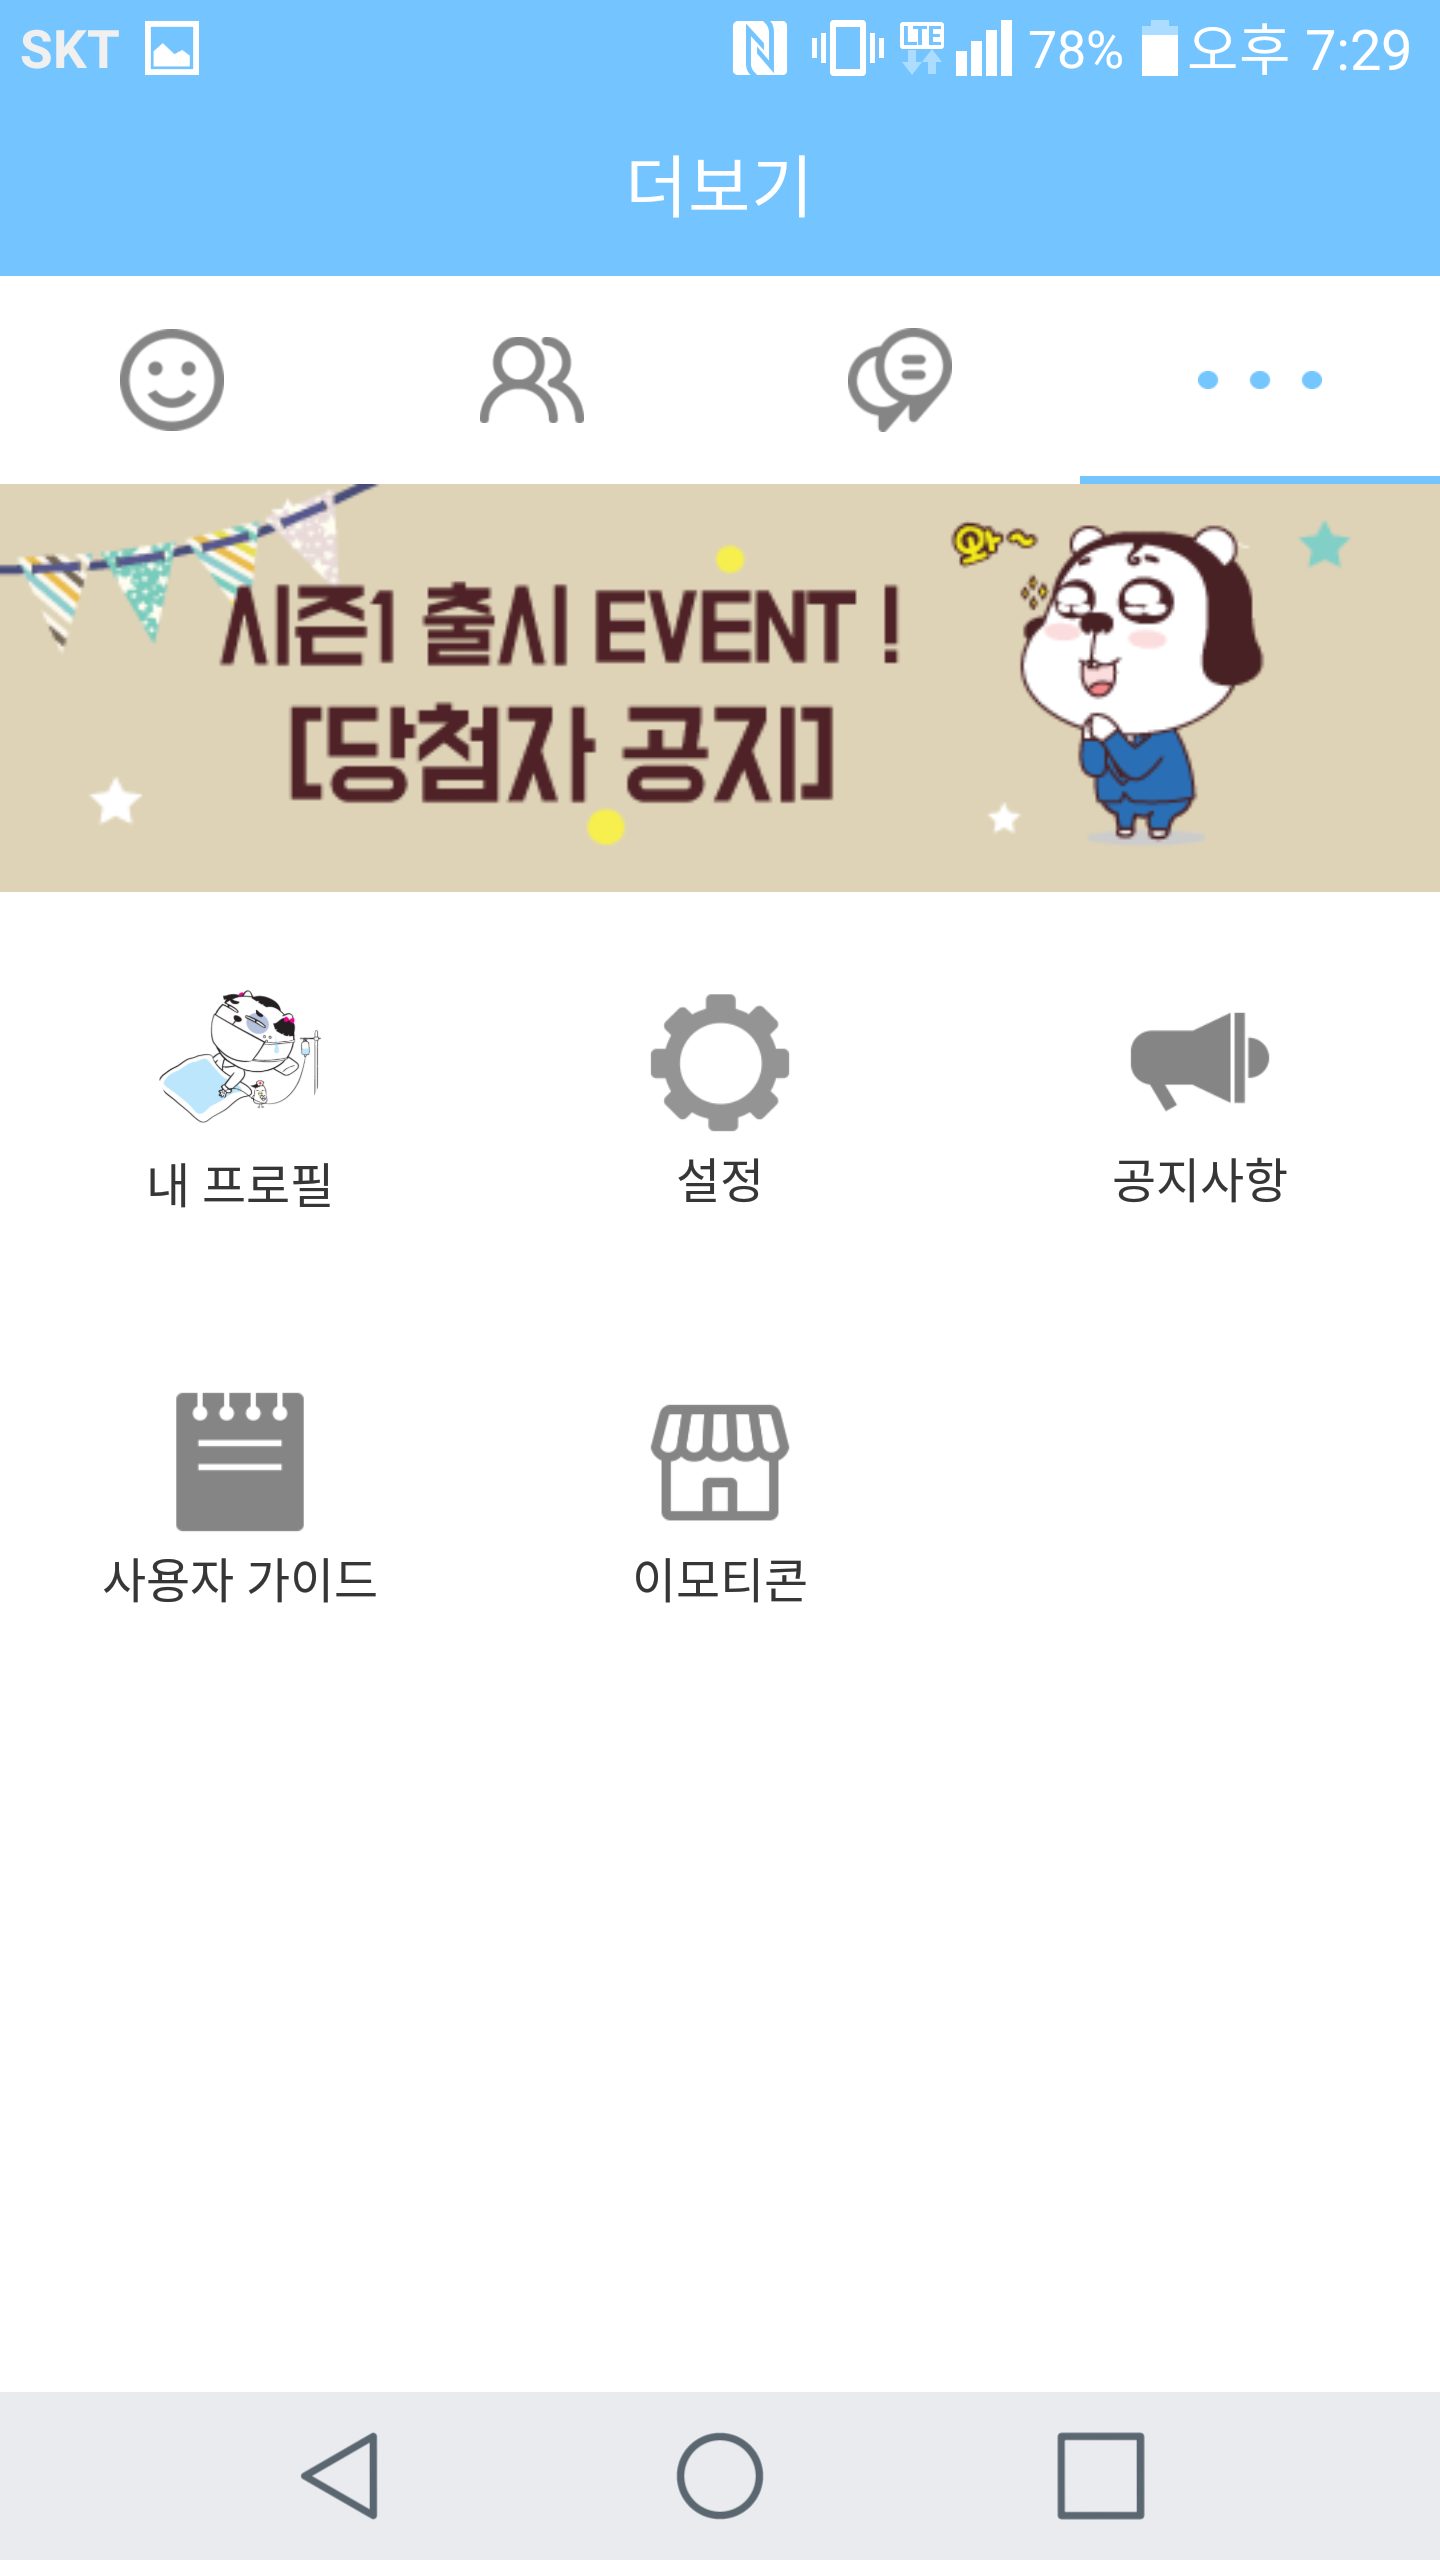 SKT LTE 78% 오후 7:29
더보기
와~
시즌1 출시 EVENT !
[당첨자 공지]
내 프로필
설정
공지사항
사용자 가이드
이모티콘